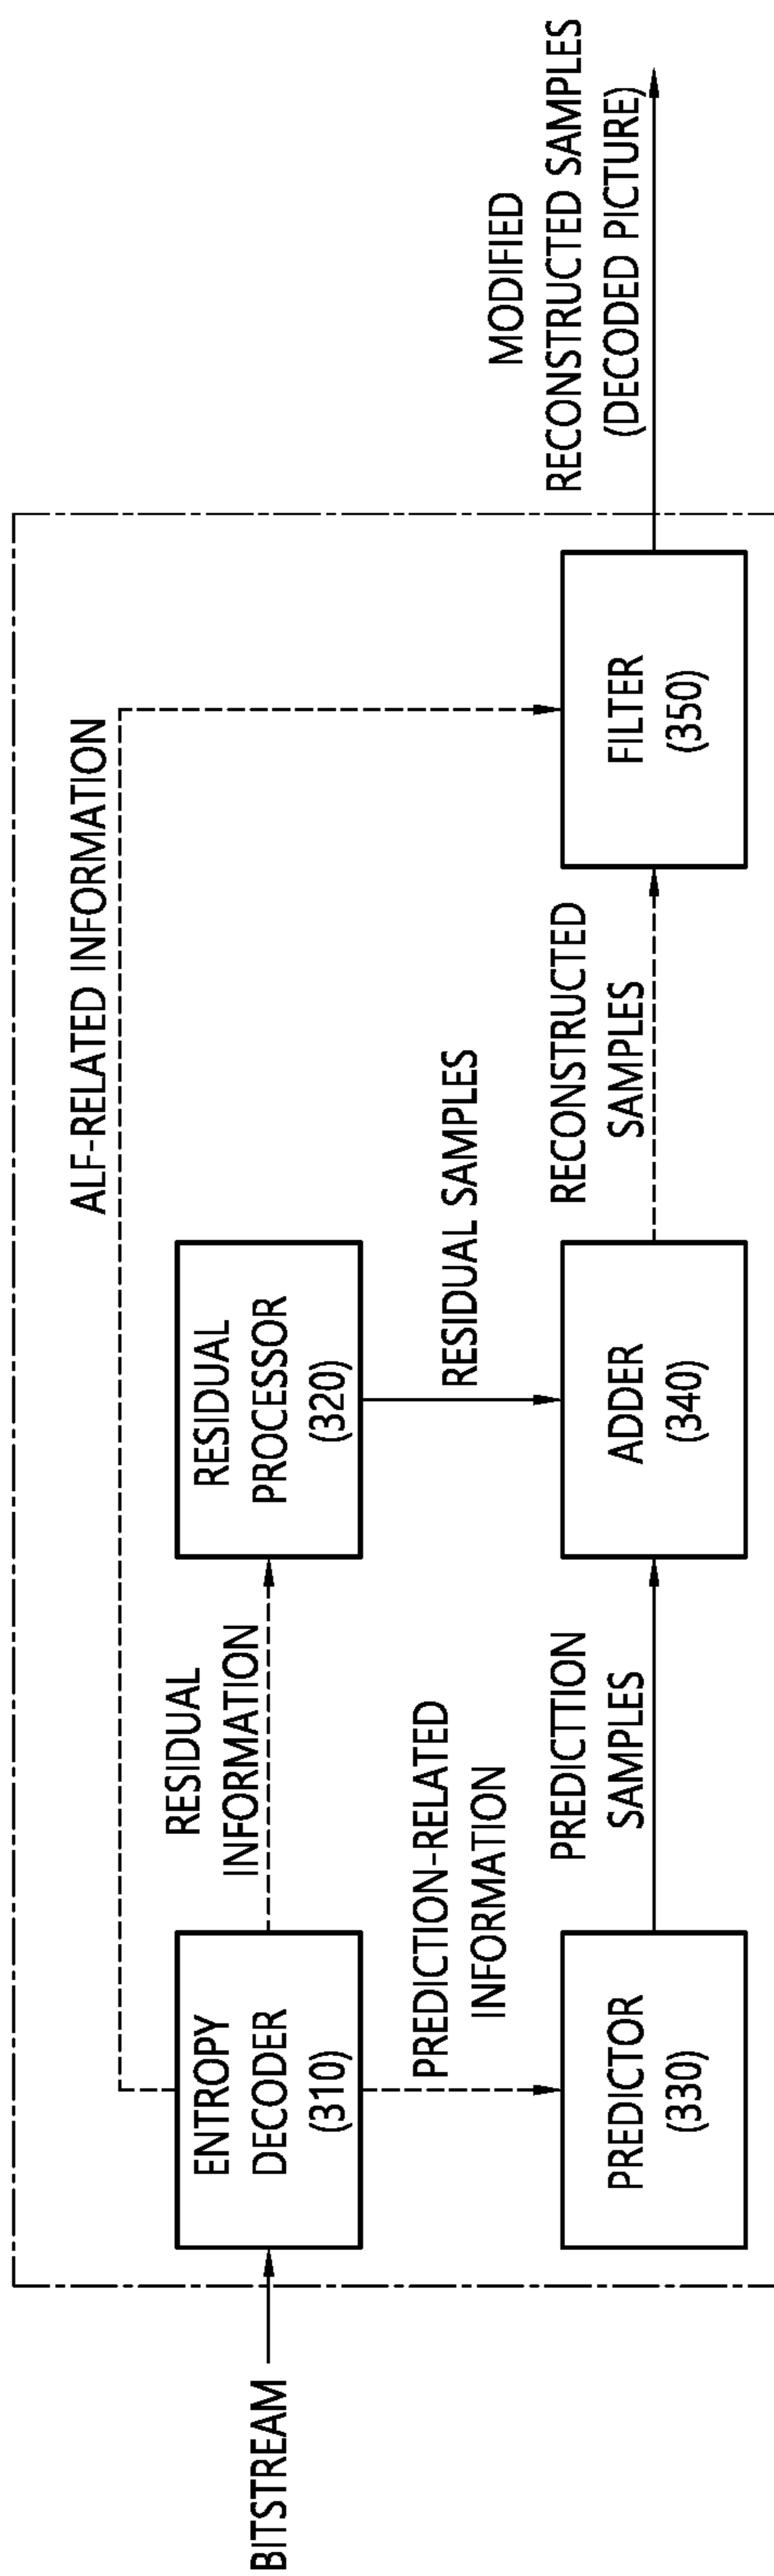 ALF-RELATED INFORMATION
BITSTREAM
ENTROPY
DECODER
(310)
RESIDUAL
INFORMATION
RESIDUAL
PROCESSOR
(320)
PREDICTION-RELATED
INFORMATION
RESIDUAL SAMPLES
PREDICTOR
(330)
PREDICTTION
SAMPLES
ADDER
(340)
RECONSTRUCTED
SAMPLES
FILTER
(350)
MODIFIED
RECONSTRUCTED SAMPLES
(DECODED PICTURE)